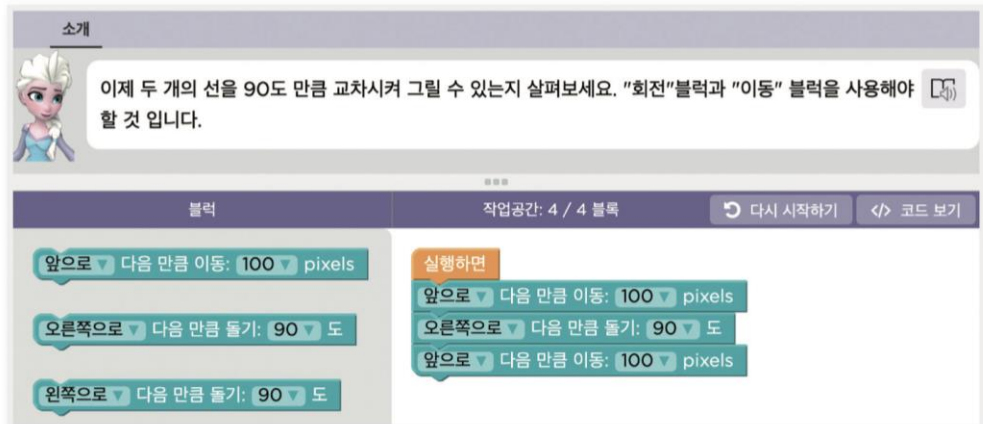 소개
이제 두 개의 선을 90도 만큼 교차시켜 그릴 수 있는지 살펴보세요. "회전"블럭과 "이동" 블럭을 사용해야
할 것 입니다.
블럭
작업공간: 4 / 4 블록
다시 시작하기
</> 코드 보기
앞으로 다음 만큼 이동: 100 pixels
오른쪽으로 다음 만큼 돌기: 90 도
왼쪽으로 다음 만큼 돌기: 90 도
실행하면
앞으로 다음 만큼 이동: 100 pixels
오른쪽으로 다음 만큼 돌기: 90 도
앞으로 다음 만큼 이동: 100 pixels